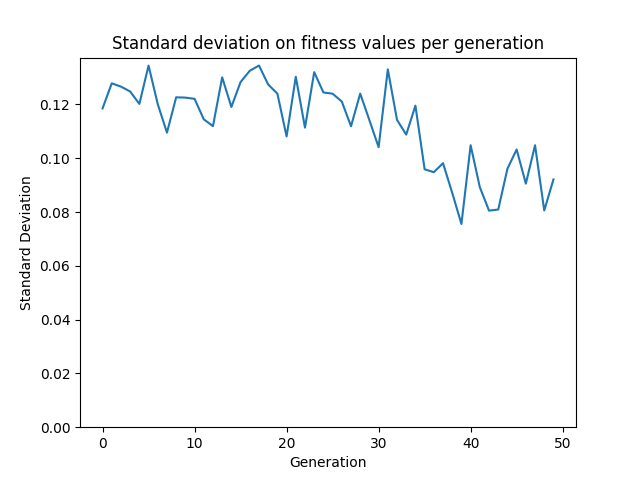 Standard deviation on fitness values per generation
Standard Deviation
0.12
0.10
0.08
0.06
0.04
0.02
0.00
0 10 20 30 40 50
Generation